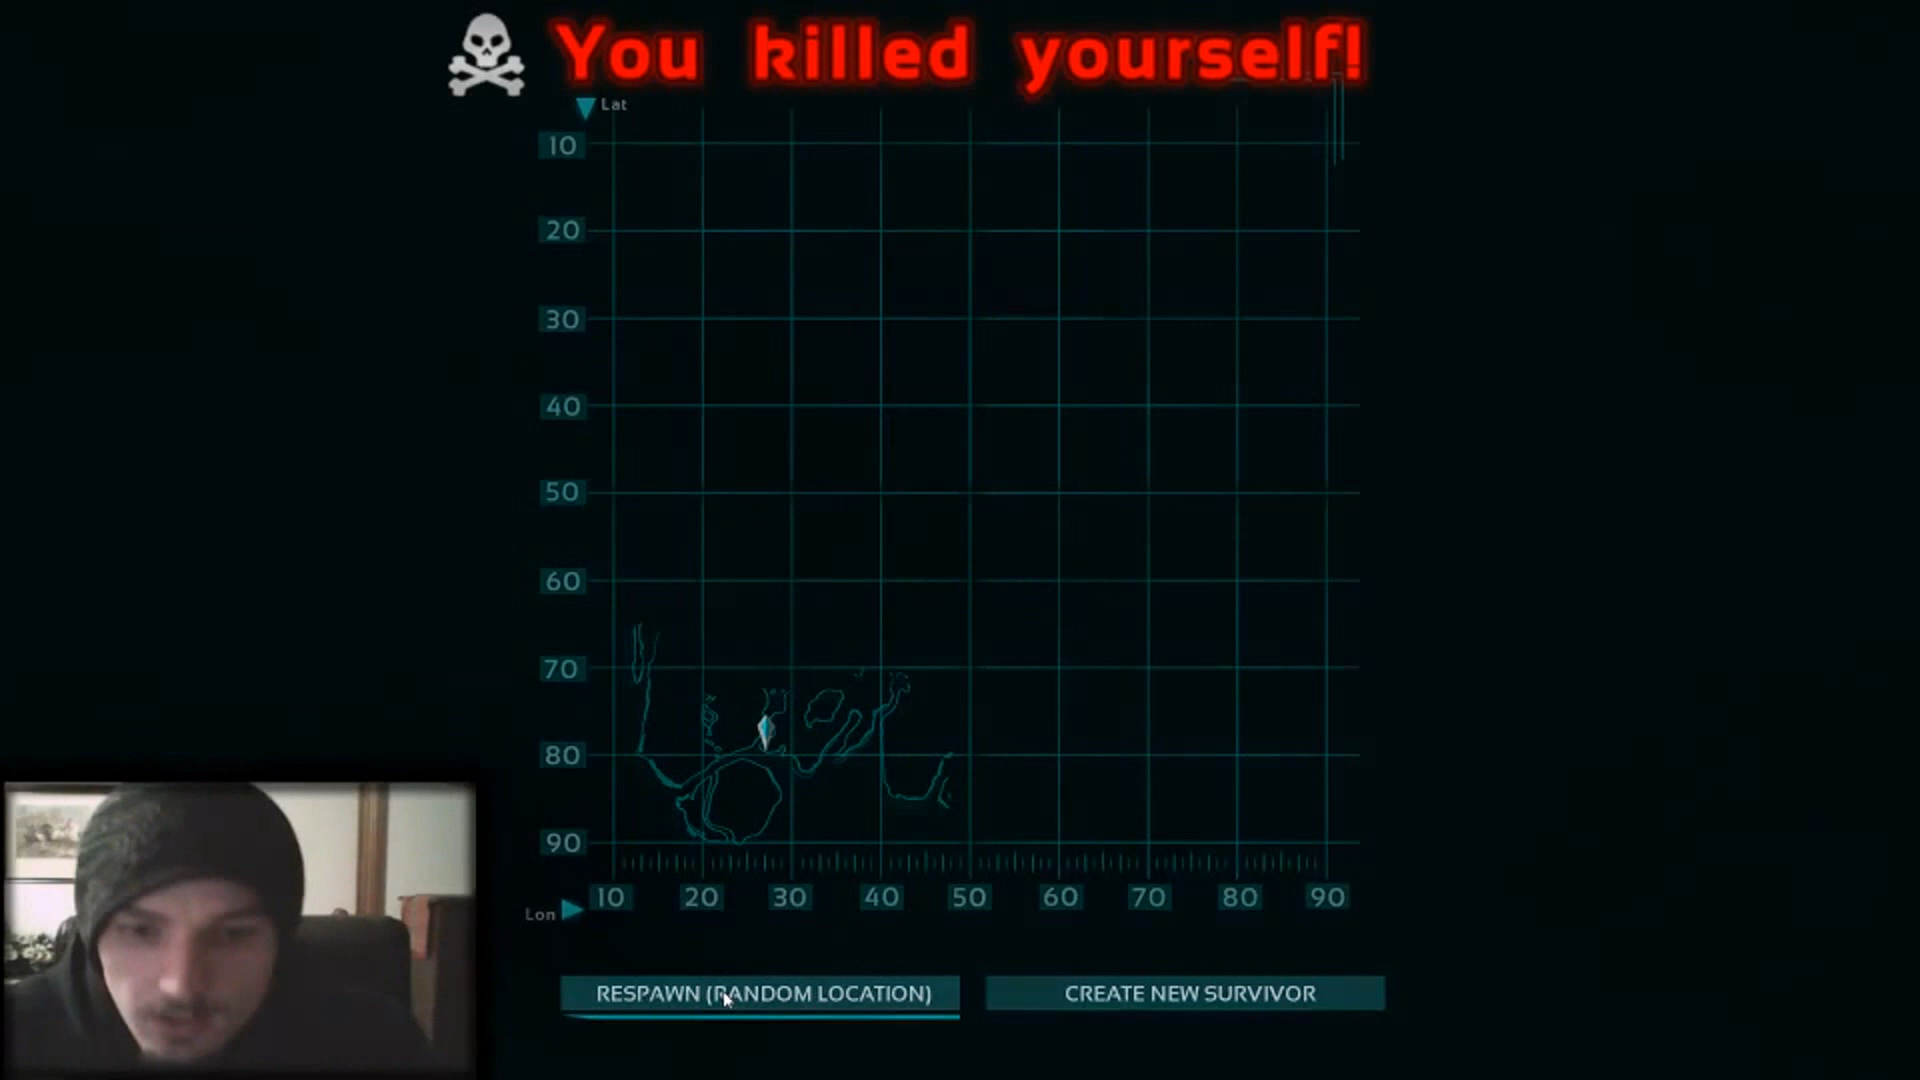 You killed yourself!
Lat
10
20
30
40
50
60
70
80
90
10 20 30 40 50 60 70 80 90
Lon
RESPAWN (RANDOM LOCATION) CREATE NEW SURVIVOR